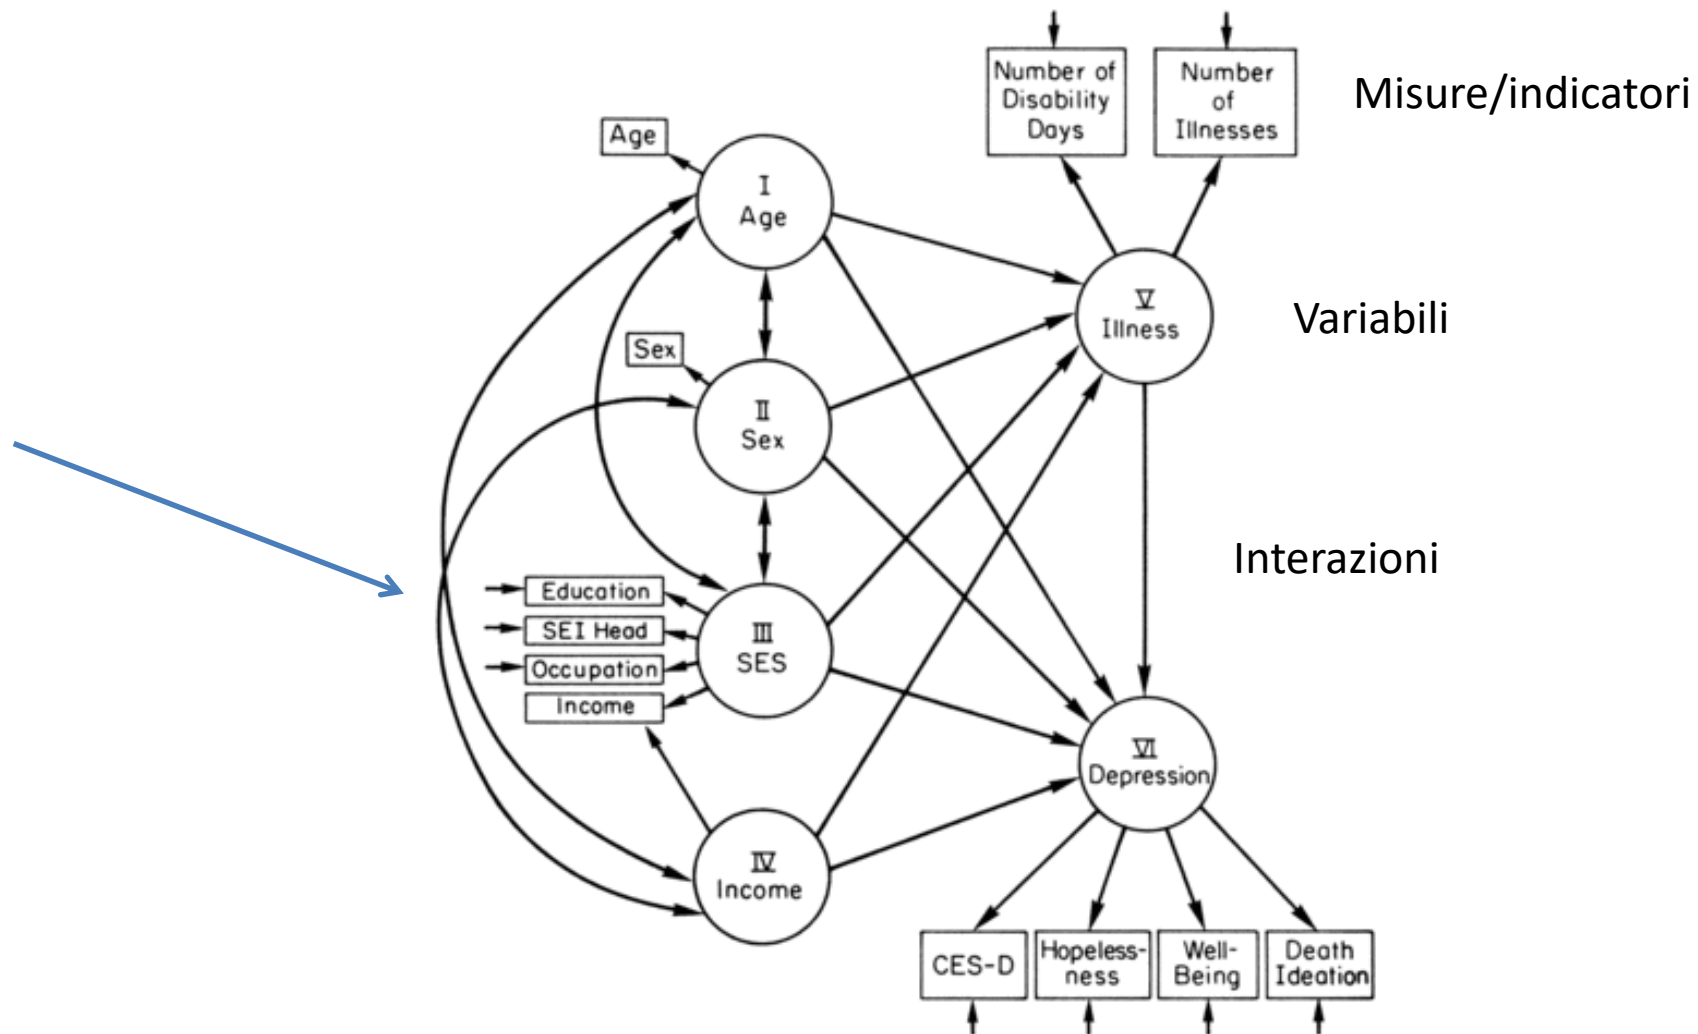 Number of
Disability
Days
Number
of
Illnesses
Misure/indicatori
Age
I
Age
V
Illness
Variabili
Sex
II
Sex
Interazioni
Education
SEI Head
Occupation
Income
III
SES
VI
Depression
IV
Income
CES-D
Hopeless-
ness
Well-
Being
Death
Ideation